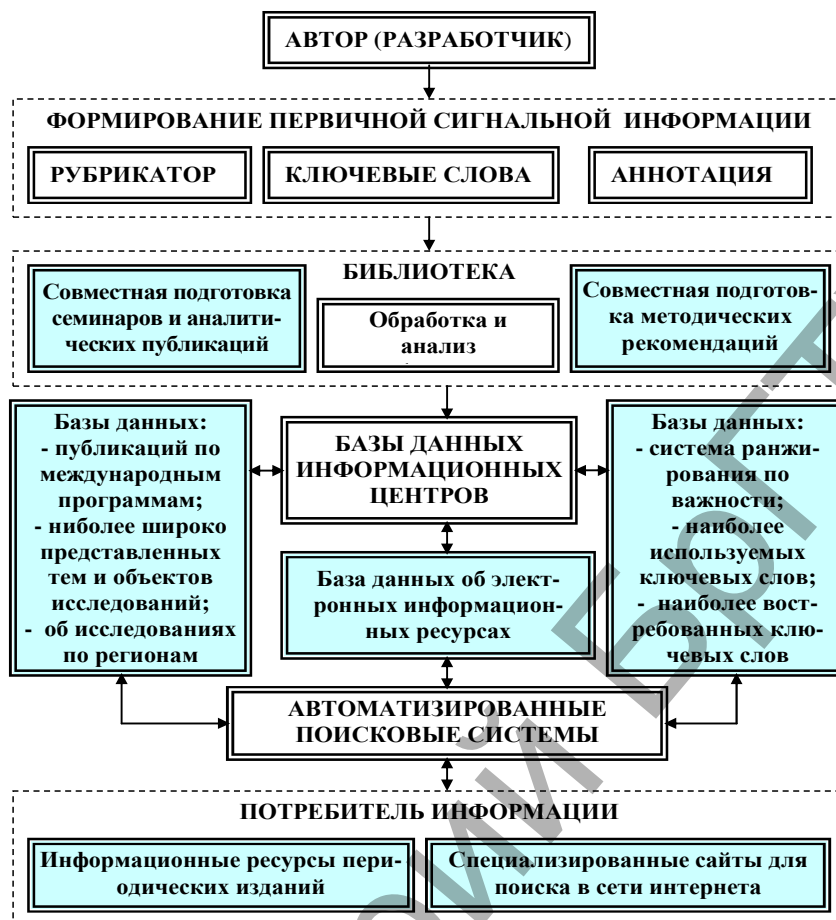 АВТОР (РАЗРАБОТЧИК)
ФОРМИРОВАНИЕ ПЕРВИЧНОЙ СИГНАЛЬНОЙ ИНФОРМАЦИИ
РУБРИКАТОР
КЛЮЧЕВЫЕ СЛОВА
АННОТАЦИЯ
БИБЛИОТЕКА
Совместная подготовка
семинаров и аналити-
ческих публикаций
Обработка и
анализ
Совместная подготов-
ка методических
рекомендаций
Базы данных:
- публикаций по
международным
программам;
- ниболее широко
представленных
тем и объектов
исследований;
- об исследованиях
по регионам
БАЗЫ ДАННЫХ
ИНФОРМАЦИОННЫХ
ЦЕНТРОВ
Базы данных:
- система ранжи-
рования по
важности;
- наиболее
используемых
ключевых слов;
- наиболее вост-
ребованных клю-
чевых слов
База данных об элект-
ронных информацион-
ных ресурсах
АВТОМАТИЗИРОВАННЫЕ
ПОИСКОВЫЕ СИСТЕМЫ
ПОТРЕБИТЕЛЬ ИНФОРМАЦИИ
Информационные ресурсы пери-
одических изданий
Специализированные сайты для
поиска в сети интернета